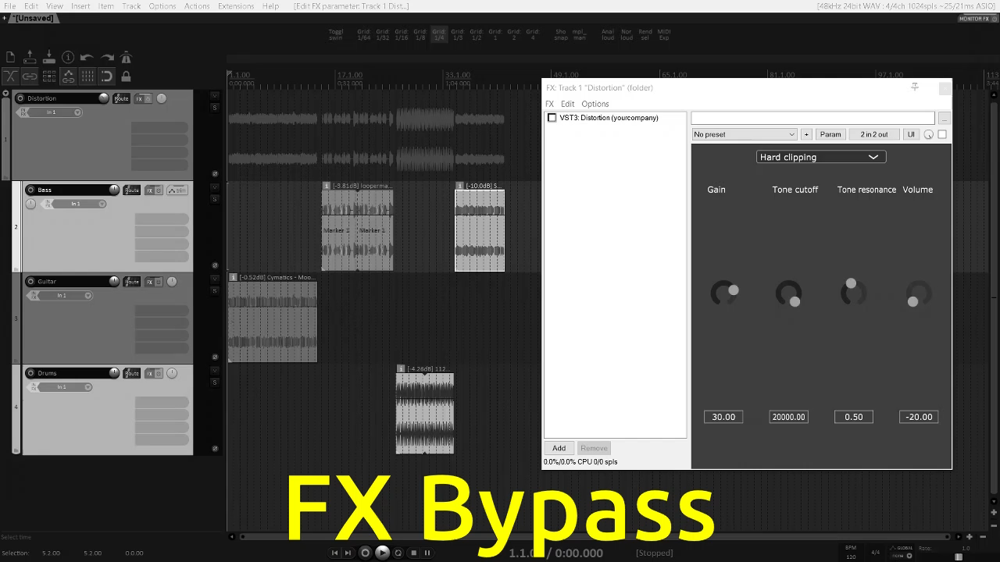 File Edit View Insert Item Track Options Actions Extensions Help [Edit FX parameter: Track 1 Dist...] [48kHz 24bit WAV : 4/4ch 1024spls ~25/21ms ASIO]
*[Unsaved] MONITOR FX
Toggl swin Grid: 1/64 Grid: 1/32 Grid: 1/16 Grid: 1/8 Grid: 1/4 Grid: 1/3 Grid: 1/2 Grid: 1 Grid: 2 Grid: 4 Sho snap mpl_ man Anal loud Nor loud Rend sel MIDI Exp
1.1.00 17.1.00 33.1.00 49.1.00 65.1.00 81.1.00 97.1.00 113
0:00.000 0:32.000 1:04.000 3:44
FX: Track 1 "Distortion" (folder)
FX Edit Options
VST3: Distortion (yourcompany)
No preset + Param 2 in 2 out UI
Hard clipping
Gain Tone cutoff Tone resonance Volume
30.00 20000.00 0.50 -20.00
Add Remove
0.0%/0.0% CPU 0/0 spls
Distortion Route FX
In 1
1
Bass Route FX trim
In 1
2
[-9.81dB] looperma... [-10.0dB] S...
Marker 1 Marker 1
Guitar Route FX
In 1
3
[-0.52dB] Cymatics - Moo...
Drums Route FX
In 1
4
[-4.26dB] 112...
FX Bypass
Select time
Selection: 5.2.00 5.2.00 0.0.00
1.1.00 / 0:00.000 [Stopped]
BPM 120 4/4 GLOBAL none Rate: 1.0